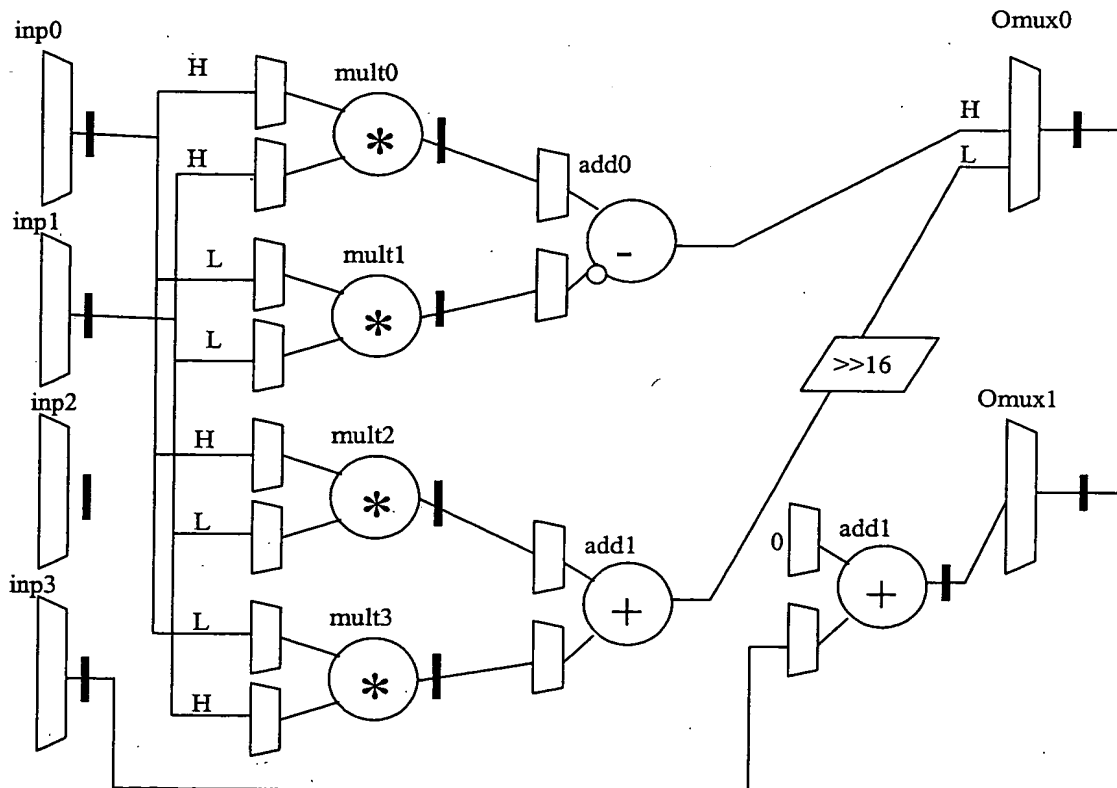 inp0
H
mult0
*
H
add0
-
Omux0
H
L
inp1
L
mult1
*
L
>>16
inp2
H
mult2
*
L
add1
+
Omux1
0
add1
+
inp3
L
mult3
*
H